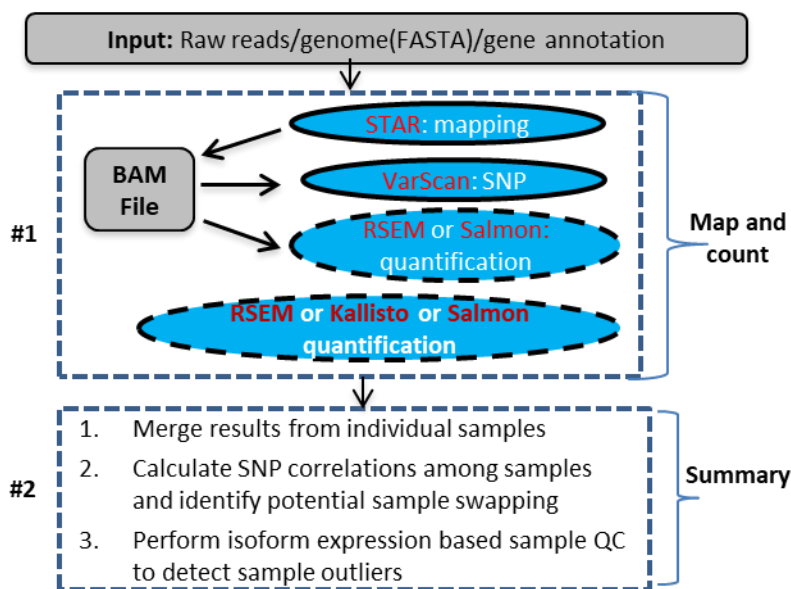 Input: Raw reads/genome(FASTA)/gene annotation
STAR: mapping
BAM
File
VarScan: SNP
#1
RSEM or Salmon:
quantification
Map and
count
RSEM or Kallisto or Salmon
quantification
1. Merge results from individual samples
2. Calculate SNP correlations among samples
and identify potential sample swapping
#2
Summary
3. Perform isoform expression based sample QC
to detect sample outliers